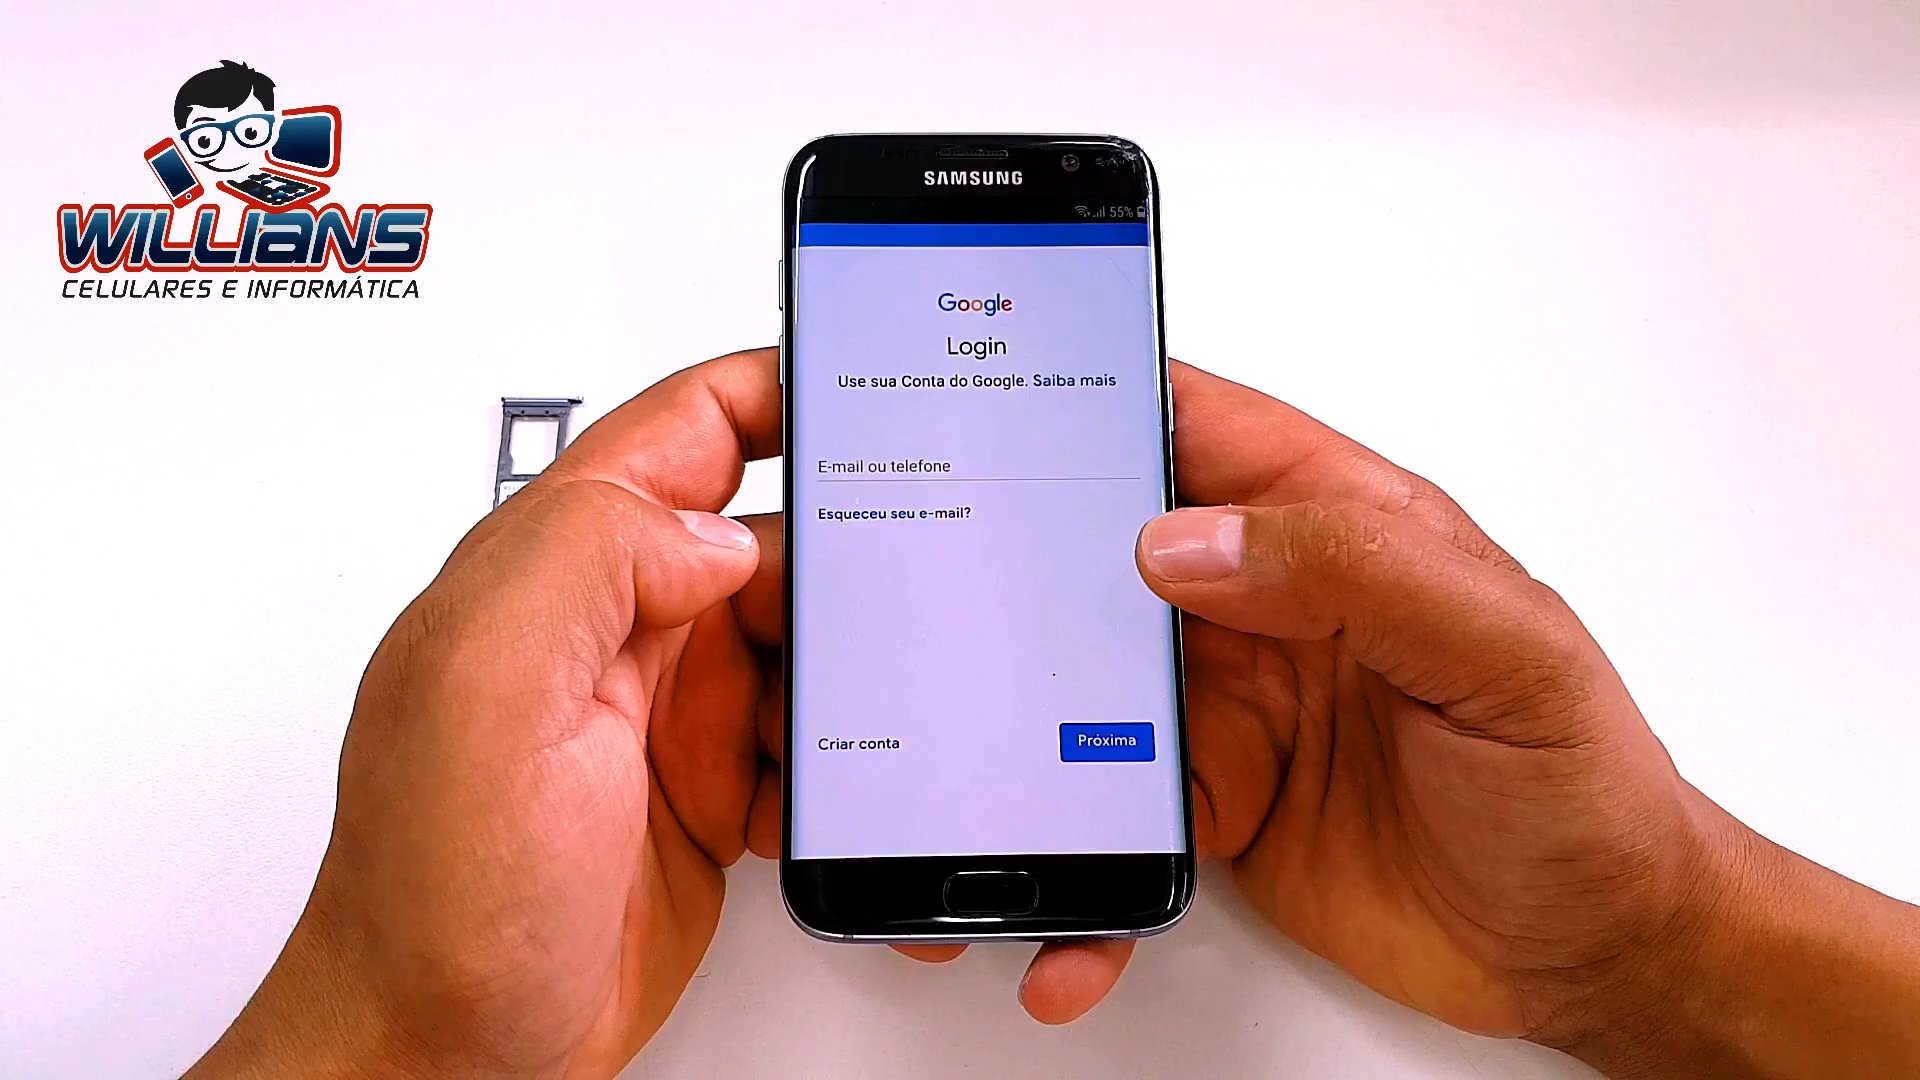 WILLIANS
CELULARES E INFORMÁTICA
SAMSUNG
55%
Google
Login
Use sua Conta do Google. Saiba mais
E-mail ou telefone
Esqueceu seu e-mail?
Criar conta
Próxima